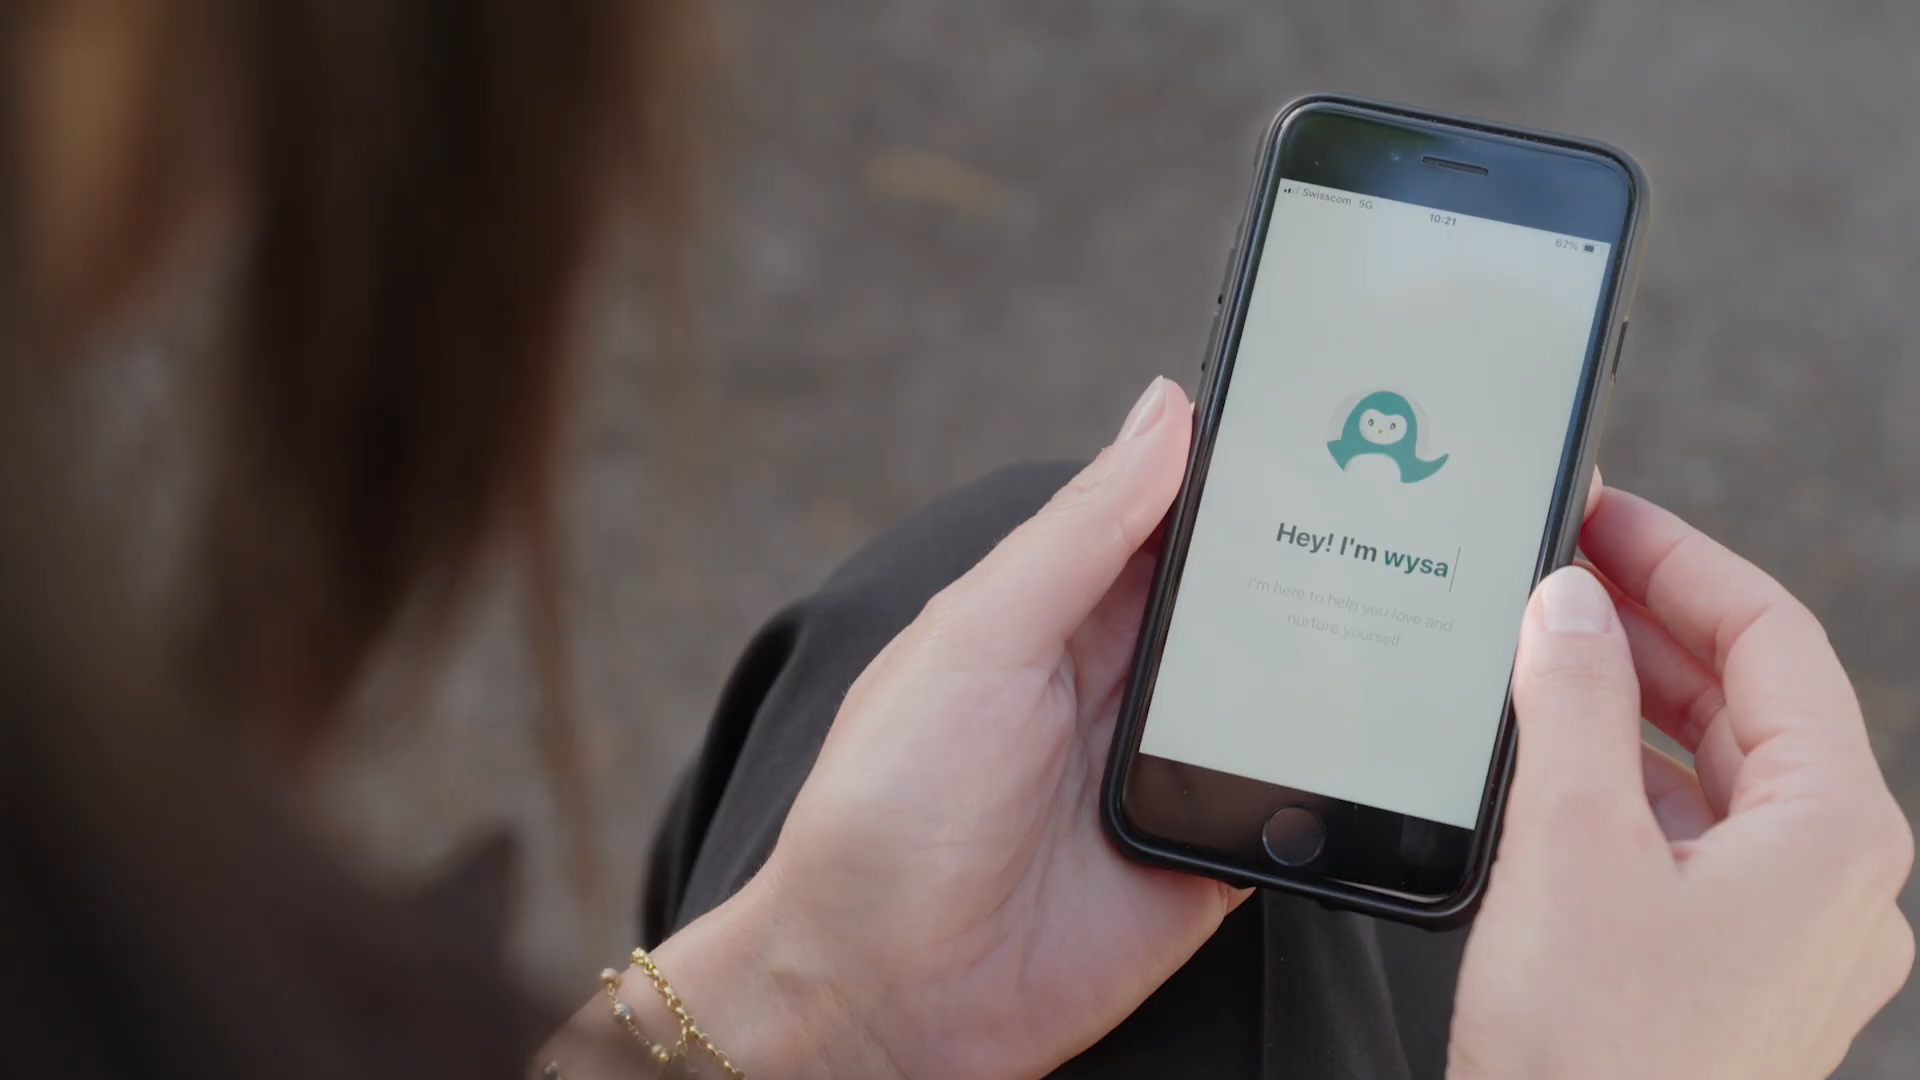 Swisscom 5G
10:21
62%
Hey! I'm wysa
I'm here to help you love and
nurture yourself